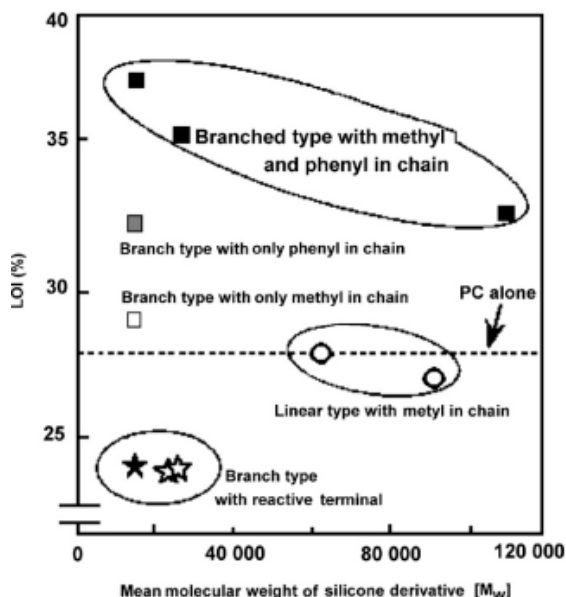 40
35
Branched type with methyl
and phenyl in chain
Branch type with only phenyl in chain
30
Branch type with only methyl in chain
PC alone
LOI (%)
Linear type with metyl in chain
25
Branch type
with reactive terminal
0 40 000 80 000 120 000
Mean molecular weight of silicone derivative [Mw]